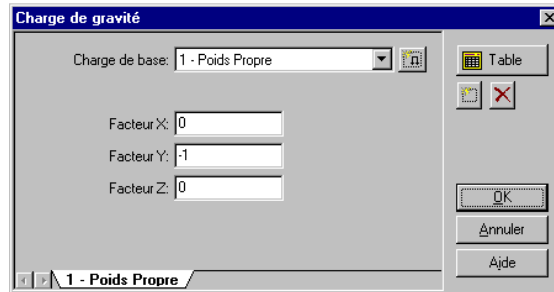 Charge de gravité
Charge de base: 1 - Poids Propre
Table
Facteur X: 0
Facteur Y: -1
Facteur Z: 0
OK
Annuler
Aide
1 - Poids Propre